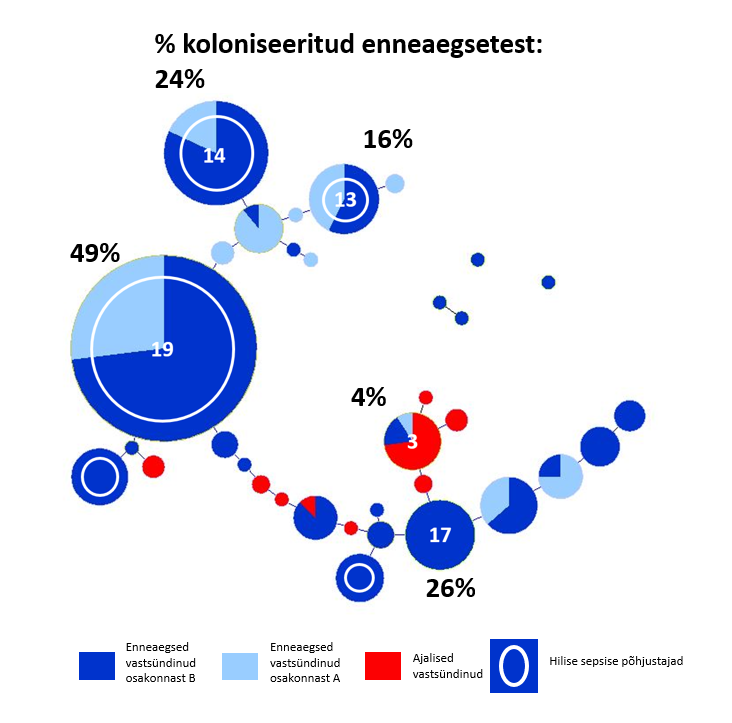 % koloniseeritud enneaegsetest:
24%
14
16%
13
49%
19
4%
3
17
26%
Enneaegsed
vastsündinud
osakonnast B
Enneaegsed
vastsündinud
osakonnast A
Ajalised
vastsündinud
Hilise sepsise põhjustajad